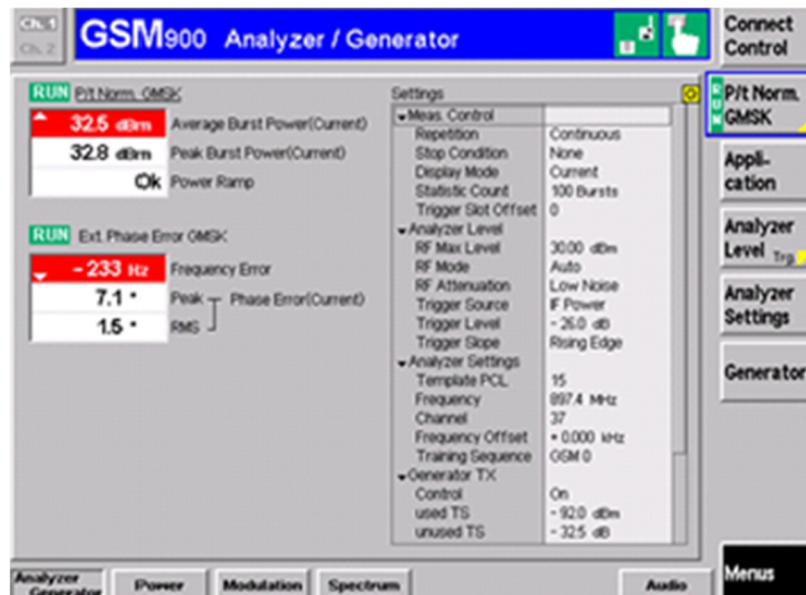 Ch. 1
Ch. 2
GSM900 Analyzer / Generator
Connect
Control
RUN P/t Norm. GMSK
32.5 dBm Average Burst Power(Current)
32.8 dBm Peak Burst Power(Current)
Ok Power Ramp
RUN Ext. Phase Error GMSK
- 233 Hz Frequency Error
7.1 ° Peak Phase Error(Current)
1.5 ° RMS
Settings
Meas. Control
Repetition Continuous
Stop Condition None
Display Mode Current
Statistic Count 100 Bursts
Trigger Slot Offset 0
Analyzer Level
RF Max Level 30.00 dBm
RF Mode Auto
RF Attenuation Low Noise
Trigger Source IF Power
Trigger Level - 26.0 dB
Trigger Slope Rising Edge
Analyzer Settings
Template PCL 15
Frequency 897.4 MHz
Channel 37
Frequency Offset + 0.000 kHz
Training Sequence GSM 0
Generator TX
Control On
used TS - 92.0 dBm
unused TS - 32.5 dB
RUN
P/t Norm.
GMSK
Appli-
cation
Analyzer
Level Trg.
Analyzer
Settings
Generator
Menus
Analyzer
Generator
Power
Modulation
Spectrum
Audio